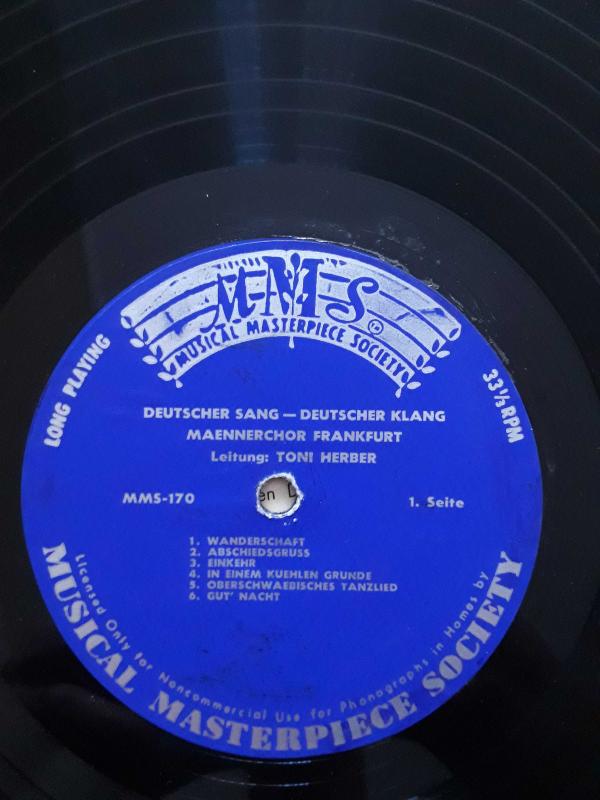 M-M-S
MUSICAL MASTERPIECE SOCIETY
LONG PLAYING
33⅓ RPM
DEUTSCHER SANG — DEUTSCHER KLANG
MAENNERCHOR FRANKFURT
Leitung: TONI HERBER
MMS-170
en
1. Seite
1. WANDERSCHAFT
2. ABSCHIEDSGRUSS
3. EINKEHR
4. IN EINEM KUEHLEN GRUNDE
5. OBERSCHWAEBISCHES TANZLIED
6. GUT' NACHT
Licensed Only for Noncommercial Use for Phonographs in Homes by
MUSICAL MASTERPIECE SOCIETY